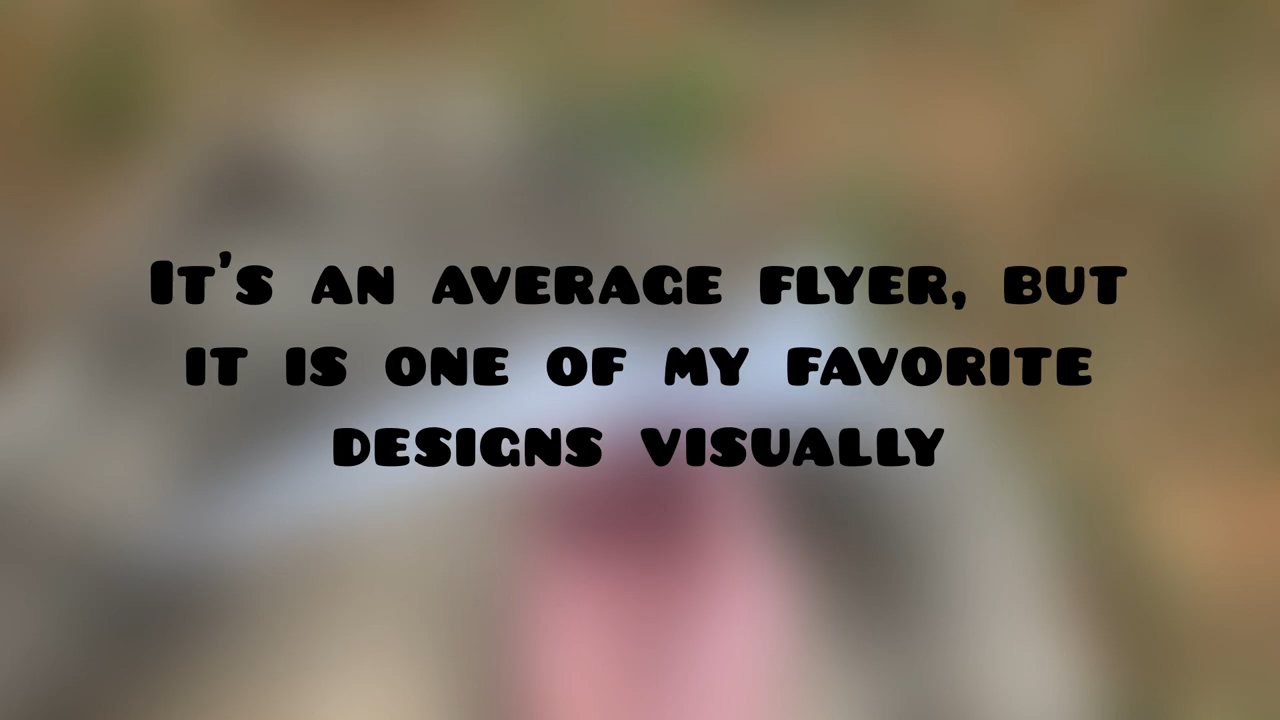 It's an average flyer, but
it is one of my favorite
designs visually